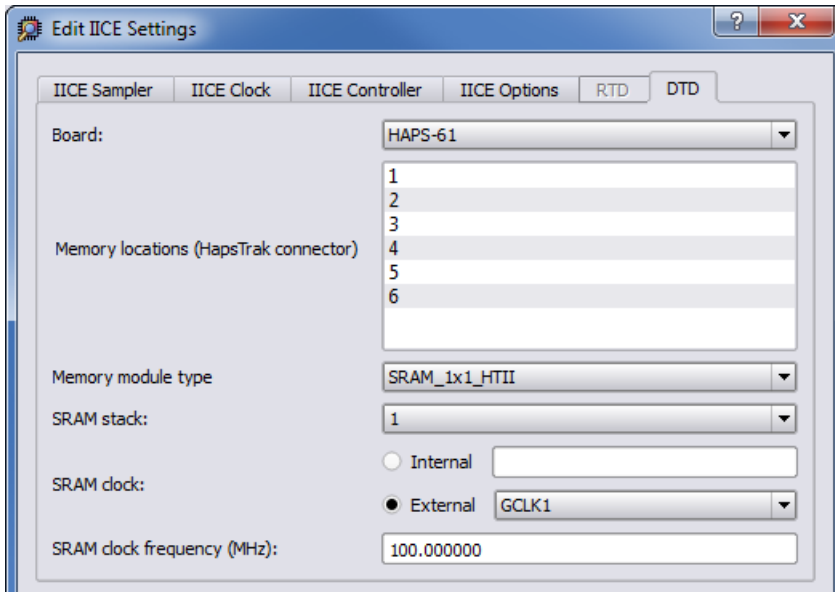 Edit IICE Settings
?
X
IICE Sampler IICE Clock IICE Controller IICE Options RTD DTD
Board: HAPS-61
Memory locations (HapsTrak connector)
1
2
3
4
5
6
Memory module type SRAM_1x1_HTII
SRAM stack: 1
SRAM clock:
Internal
External GCLK1
SRAM clock frequency (MHz): 100.000000